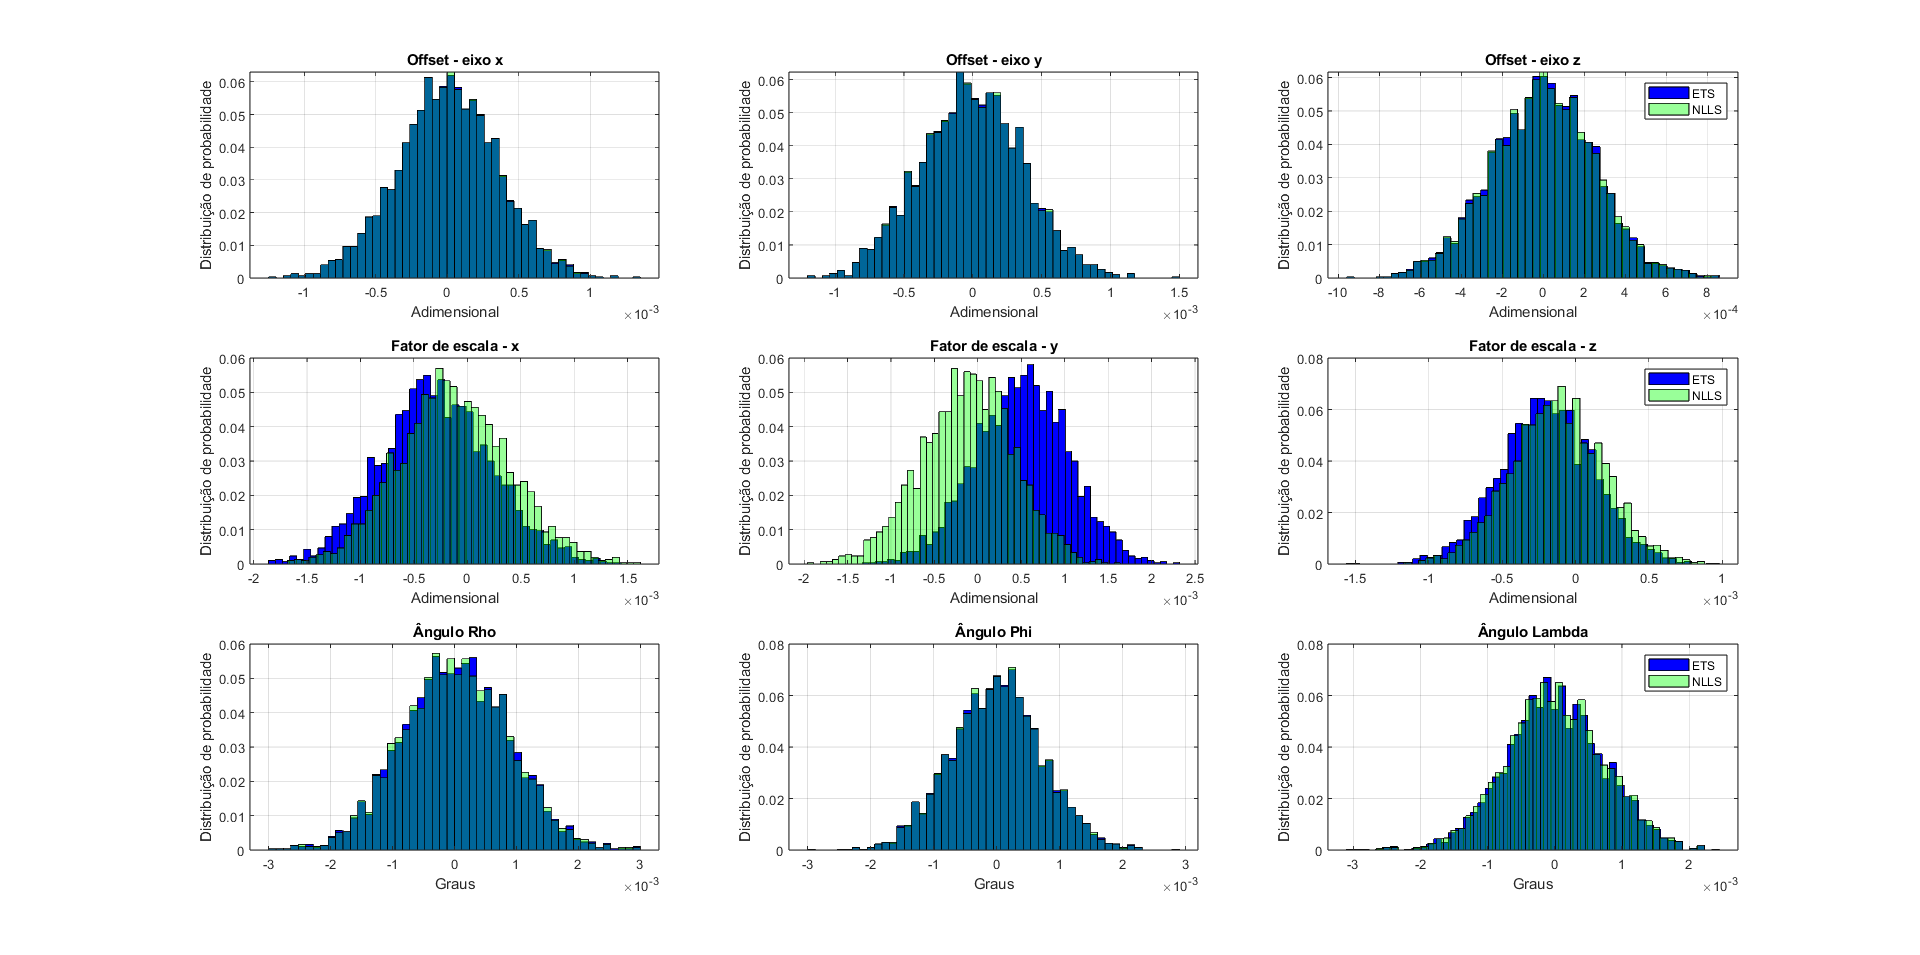 Offset - eixo x
Distribuição de probabilidade
0.06
0.05
0.04
0.03
0.02
0.01
0
-1 -0.5 0 0.5 1
Adimensional
×10-3
Offset - eixo y
Distribuição de probabilidade
0.06
0.05
0.04
0.03
0.02
0.01
0
-1 -0.5 0 0.5 1 1.5
Adimensional
×10-3
Offset - eixo z
Distribuição de probabilidade
0.06
0.05
0.04
0.03
0.02
0.01
0
-10 -8 -6 -4 -2 0 2 4 6 8
Adimensional
×10-4
ETS
NLLS
Fator de escala - x
Distribuição de probabilidade
0.06
0.05
0.04
0.03
0.02
0.01
0
-2 -1.5 -1 -0.5 0 0.5 1 1.5
Adimensional
×10-3
Fator de escala - y
Distribuição de probabilidade
0.06
0.05
0.04
0.03
0.02
0.01
0
-2 -1.5 -1 -0.5 0 0.5 1 1.5 2 2.5
Adimensional
×10-3
Fator de escala - z
Distribuição de probabilidade
0.08
0.06
0.04
0.02
0
-1.5 -1 -0.5 0 0.5 1
Adimensional
×10-3
ETS
NLLS
Ângulo Rho
Distribuição de probabilidade
0.06
0.05
0.04
0.03
0.02
0.01
0
-3 -2 -1 0 1 2 3
Graus
×10-3
Ângulo Phi
Distribuição de probabilidade
0.08
0.06
0.04
0.02
0
-3 -2 -1 0 1 2 3
Graus
×10-3
Ângulo Lambda
Distribuição de probabilidade
0.08
0.06
0.04
0.02
0
-3 -2 -1 0 1 2
Graus
×10-3
ETS
NLLS